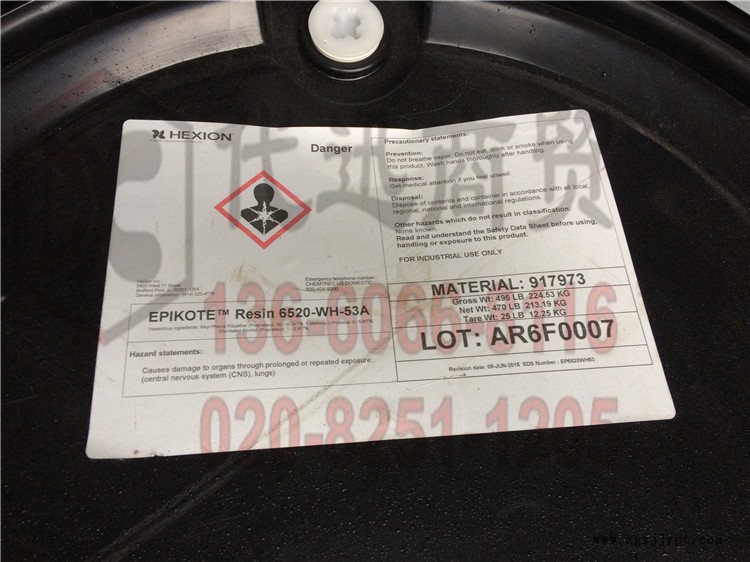 HEXION
Danger
Precautionary statements:
Prevention:
Do not breathe vapor. Do not eat, drink or smoke when using
this product. Wash hands thoroughly after handling.
Response:
Get medical attention if you feel unwell.
Disposal:
Dispose of contents and container in accordance with all local,
regional, national and international regulations.
Other hazards which do not result in classification:
None known.
Read and understand the Safety Data Sheet before using,
handling or exposure to this product.
FOR INDUSTRIAL USE ONLY
Emergency telephone number
EPIKOTE™ Resin 6520-WH-53A
Hazard statements:
Causes damage to organs through prolonged or repeated exposure:
(central nervous system (CNS), lungs)
MATERIAL: 917973
Gross Wt: 495 LB 224.53 KG
Net Wt: 470 LB 213.19 KG
Tare Wt: 25 LB 12.25 KG
LOT: AR6F0007
020-8251-1295